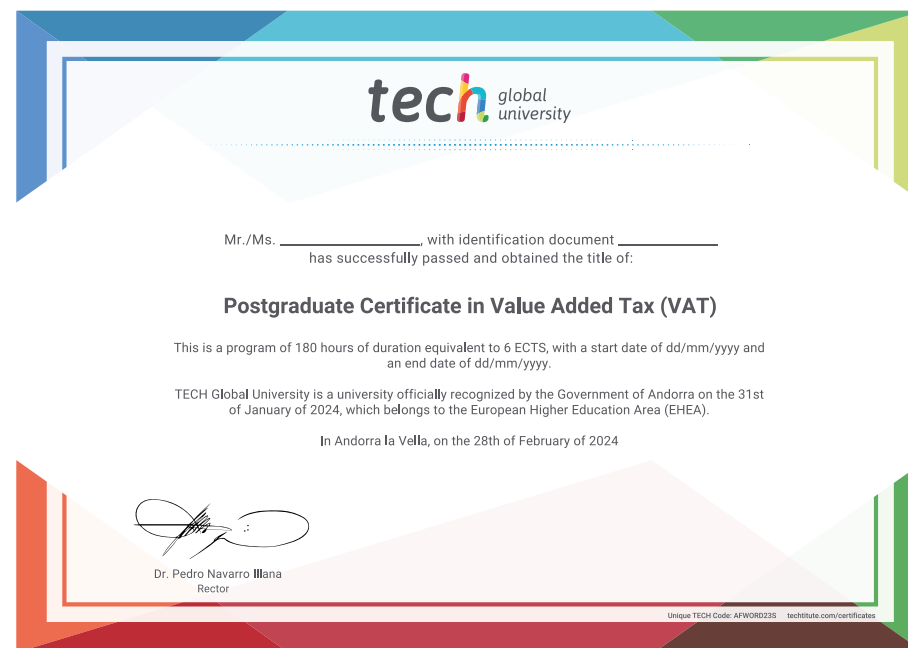 tech global
university
Mr./Ms. ____________________, with identification document ______________
has successfully passed and obtained the title of:
Postgraduate Certificate in Value Added Tax (VAT)
This is a program of 180 hours of duration equivalent to 6 ECTS, with a start date of dd/mm/yyyy and
an end date of dd/mm/yyyy.
TECH Global University is a university officially recognized by the Government of Andorra on the 31st
of January of 2024, which belongs to the European Higher Education Area (EHEA).
In Andorra la Vella, on the 28th of February of 2024
Dr. Pedro Navarro Illana
Rector
Unique TECH Code: AFWORD23S techtitute.com/certificates